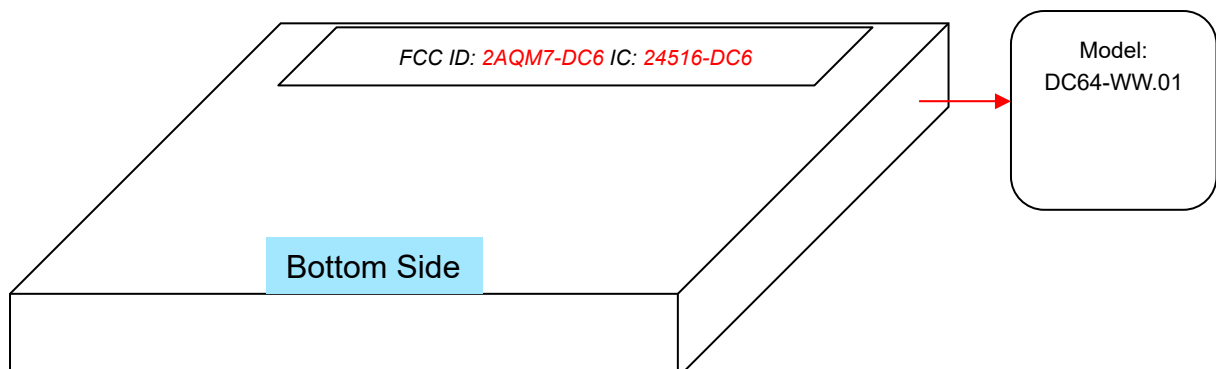 FCC ID: 2AQM7-DC6 IC: 24516-DC6
Model:
DC64-WW.01
Bottom Side